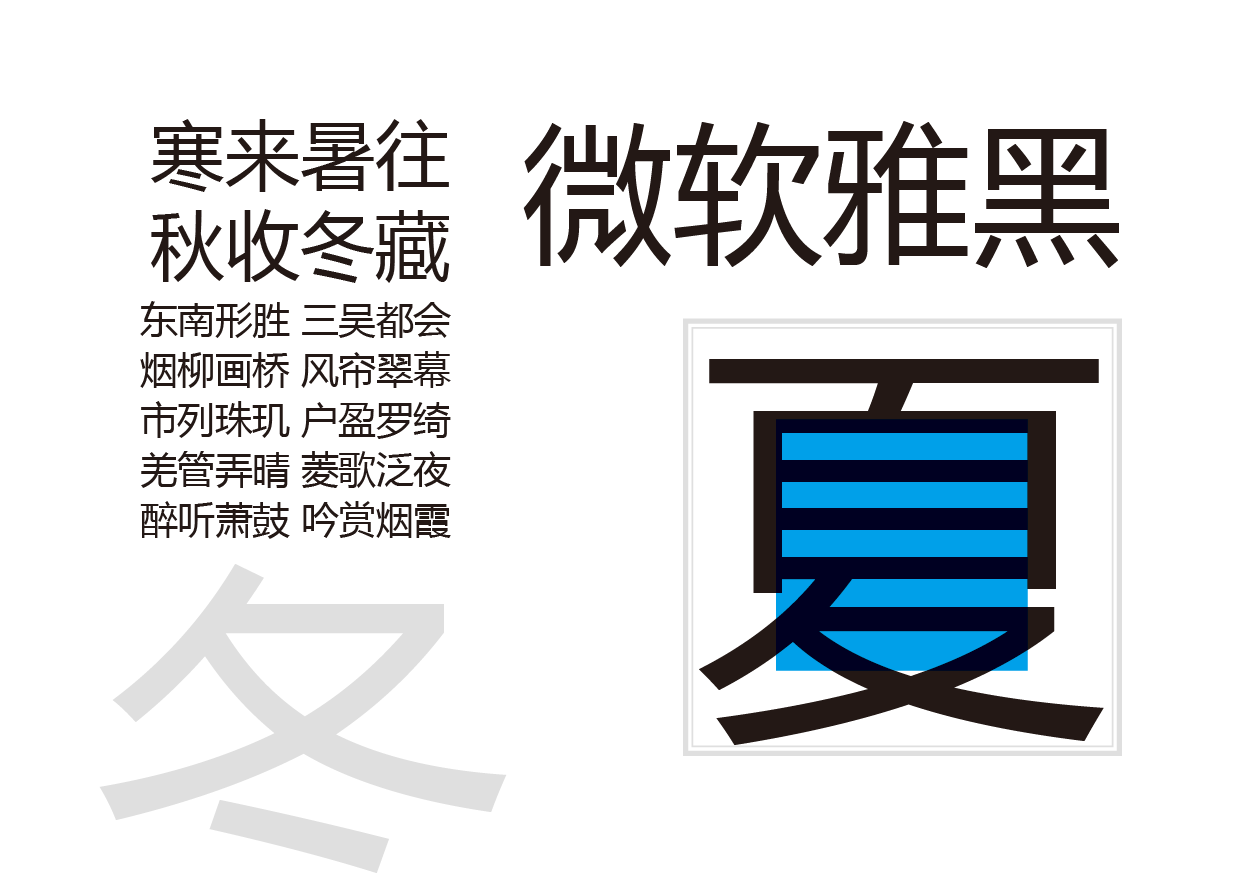 寒来暑往
秋收冬藏
微软雅黑
东南形胜 三吴都会
烟柳画桥 风帘翠幕
市列珠玑 户盈罗绮
羌管弄晴 菱歌泛夜
醉听萧鼓 吟赏烟霞
夏
冬